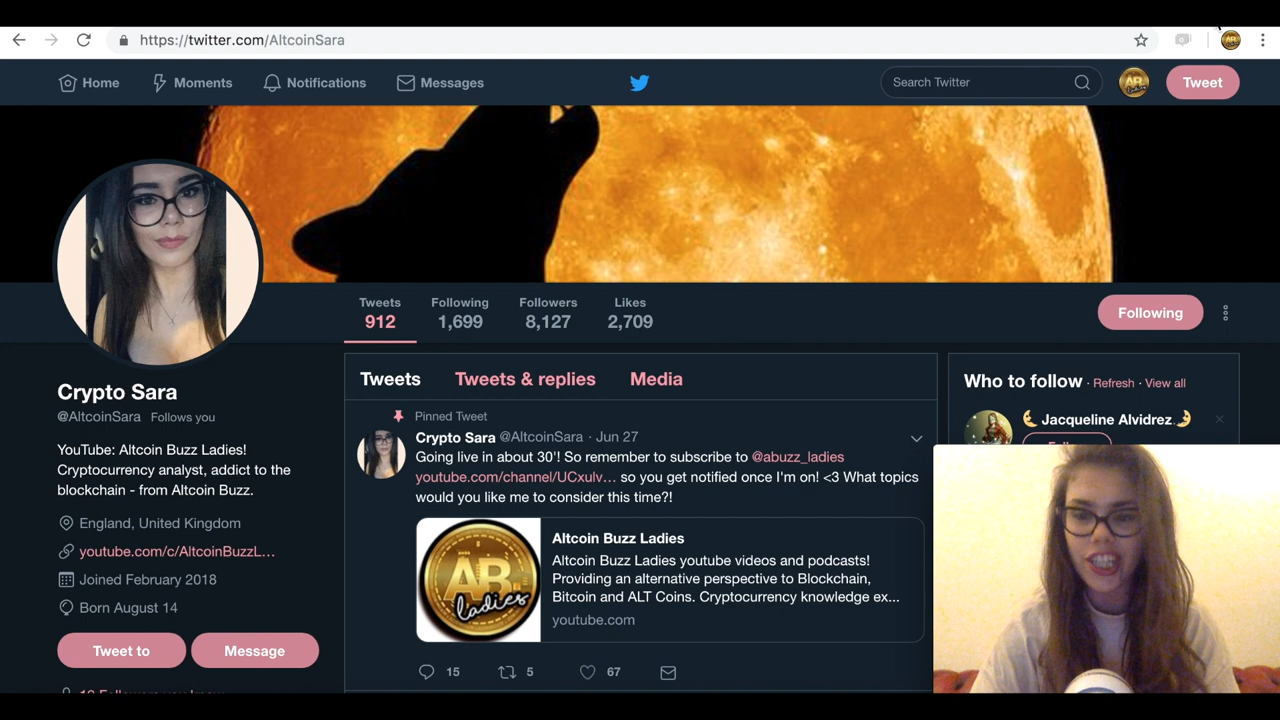 https://twitter.com/AltcoinSara
Home Moments Notifications Messages Search Twitter Tweet
Tweets Following Followers Likes
912 1,699 8,127 2,709
Following
Crypto Sara
@AltcoinSara Follows you
YouTube: Altcoin Buzz Ladies!
Cryptocurrency analyst, addict to the
blockchain - from Altcoin Buzz.
England, United Kingdom
youtube.com/c/AltcoinBuzzL…
Joined February 2018
Born August 14
Tweet to Message
Tweets Tweets & replies Media
Pinned Tweet
Crypto Sara @AltcoinSara · Jun 27
Going live in about 30'! So remember to subscribe to @abuzz_ladies
youtube.com/channel/UCxulv… so you get notified once I'm on! <3 What topics
would you like me to consider this time?!
AB
ladies
Altcoin Buzz Ladies
Altcoin Buzz Ladies youtube videos and podcasts!
Providing an alternative perspective to Blockchain,
Bitcoin and ALT Coins. Cryptocurrency knowledge ex...
youtube.com
15 5 67
Who to follow · Refresh · View all
Jacqueline Alvidrez